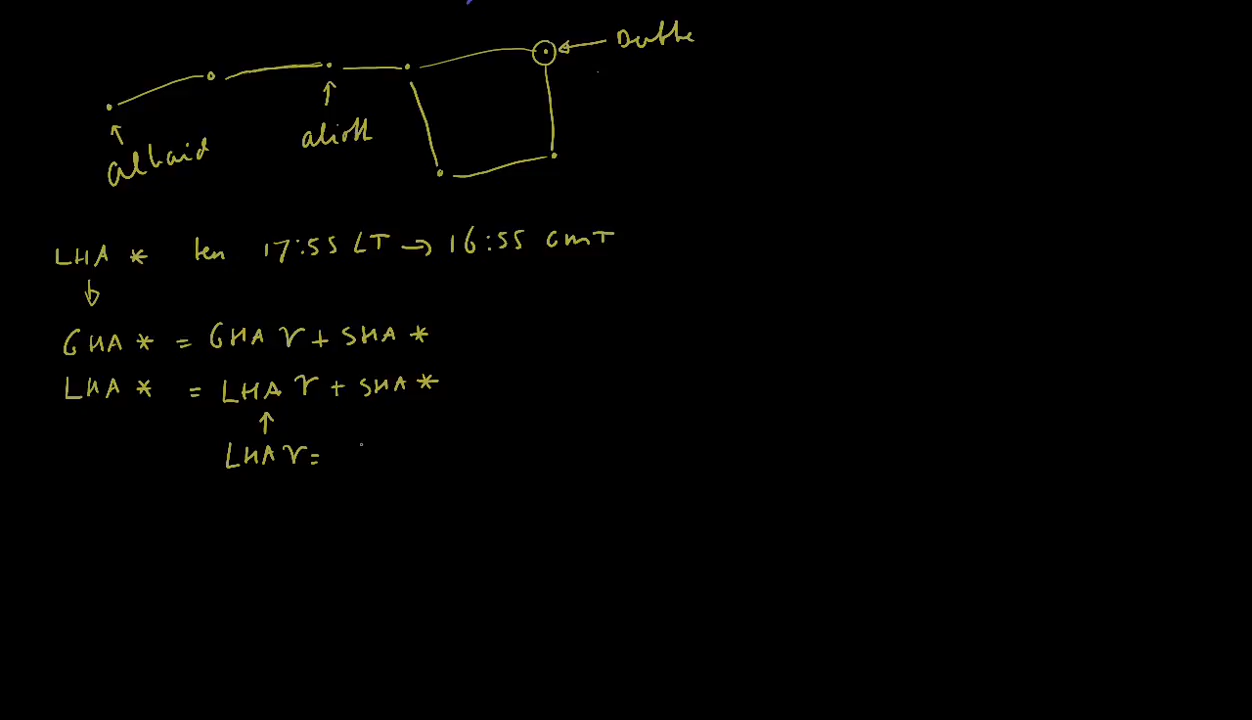 Dubhe
alioth
alkaid
LHA * ten 17:55 LT → 16:55 GMT
↓
GHA * = GHA ♈ + SHA *
LHA * = LHA ♈ + SHA *
↑
LHA ♈ =